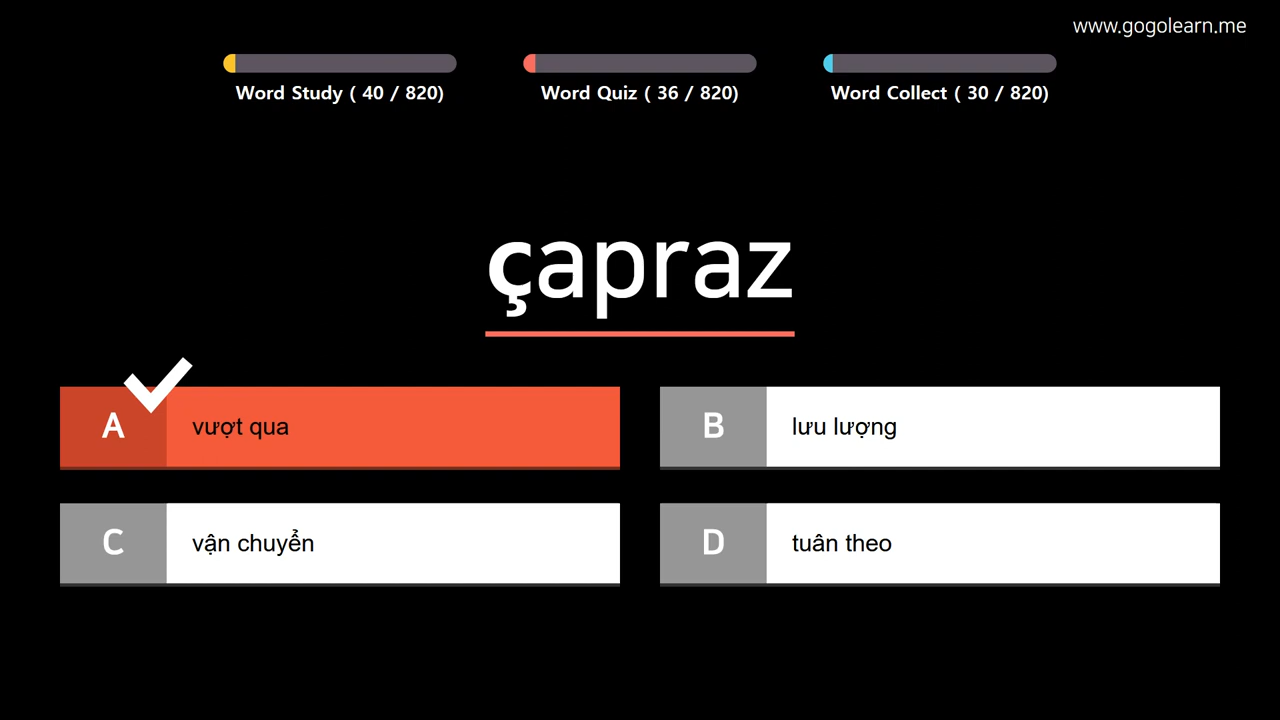 www.gogolearn.me
Word Study ( 40 / 820)
Word Quiz ( 36 / 820)
Word Collect ( 30 / 820)
çapraz
A vượt qua
B lưu lượng
C vận chuyển
D tuân theo